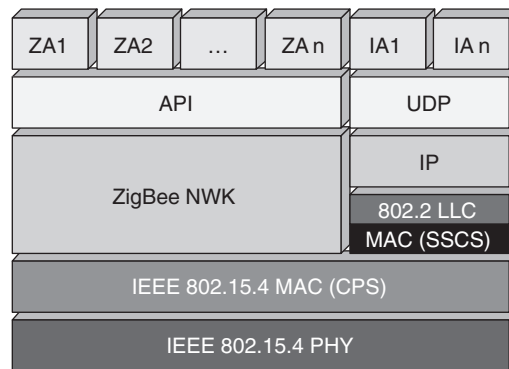 ZA1 ZA2 … ZA n IA1 IA n
API UDP
IP
ZigBee NWK
802.2 LLC
MAC (SSCS)
IEEE 802.15.4 MAC (CPS)
IEEE 802.15.4 PHY